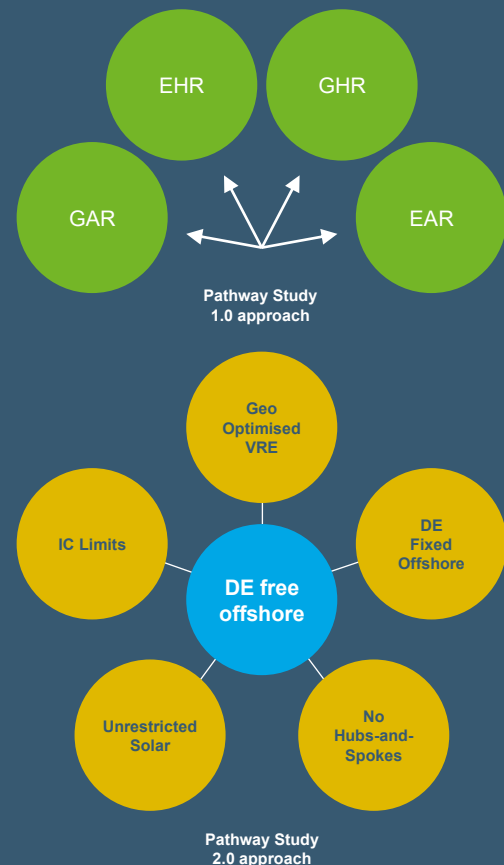 EHR
GHR
GAR
EAR
Pathway Study
1.0 approach
Geo
Optimised
VRE
IC Limits
DE
Fixed
Offshore
DE free
offshore
Unrestricted
Solar
No
Hubs-and-
Spokes
Pathway Study
2.0 approach